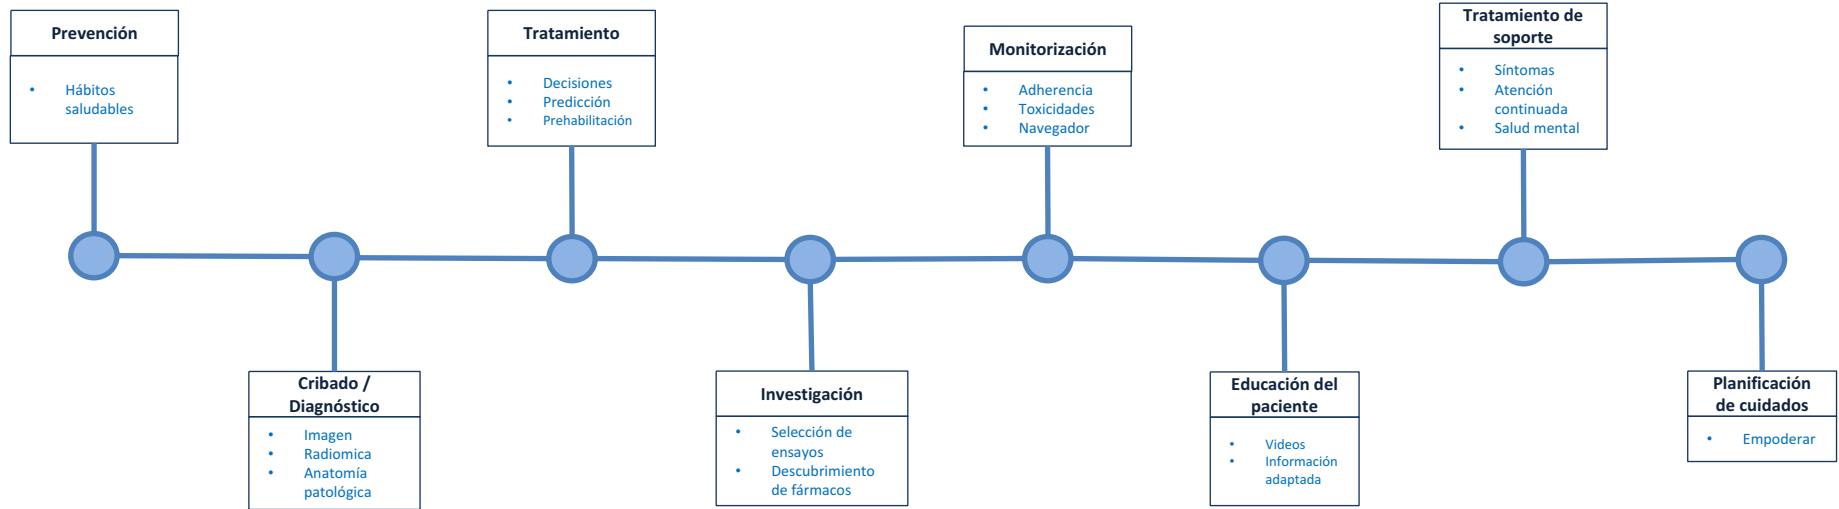 Prevención
• Hábitos
saludables
Cribado /
Diagnóstico
• Imagen
• Radiomica
• Anatomía
patológica
Tratamiento
• Decisiones
• Predicción
• Prehabilitación
Investigación
• Selección de
ensayos
• Descubrimiento
de fármacos
Monitorización
• Adherencia
• Toxicidades
• Navegador
Educación del
paciente
• Videos
• Información
adaptada
Tratamiento de
soporte
• Síntomas
• Atención
continuada
• Salud mental
Planificación
de cuidados
• Empoderar